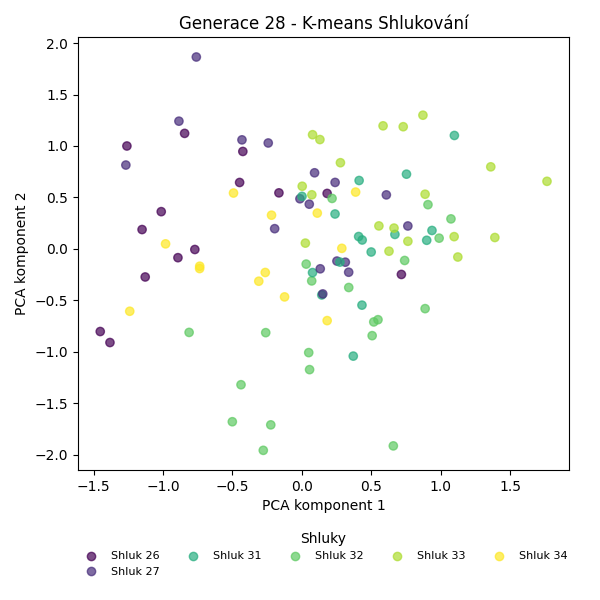 Generace 28 - K-means Shlukování
2.0
1.5
1.0
0.5
0.0
−0.5
−1.0
−1.5
−2.0
PCA komponent 2
−1.5 −1.0 −0.5 0.0 0.5 1.0 1.5
PCA komponent 1
Shluky
Shluk 26 Shluk 31 Shluk 32 Shluk 33 Shluk 34
Shluk 27